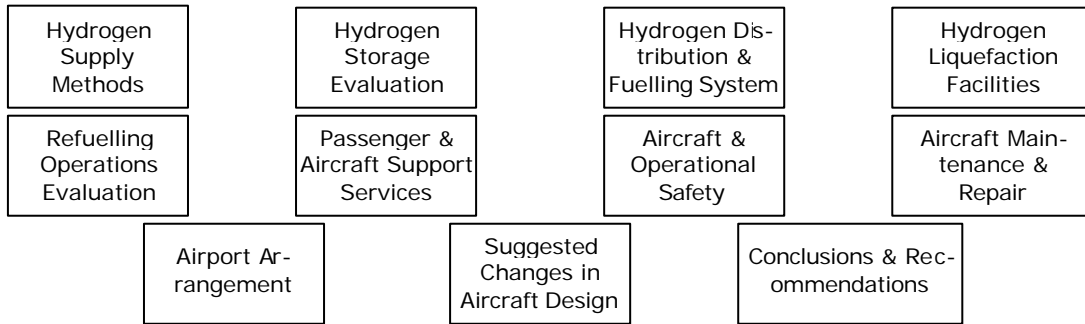 Hydrogen
Supply
Methods
Hydrogen
Storage
Evaluation
Hydrogen Dis-
tribution &
Fuelling System
Hydrogen
Liquefaction
Facilities
Refuelling
Operations
Evaluation
Passenger &
Aircraft Support
Services
Aircraft &
Operational
Safety
Aircraft Main-
tenance &
Repair
Airport Ar-
rangement
Suggested
Changes in
Aircraft Design
Conclusions & Rec-
ommendations